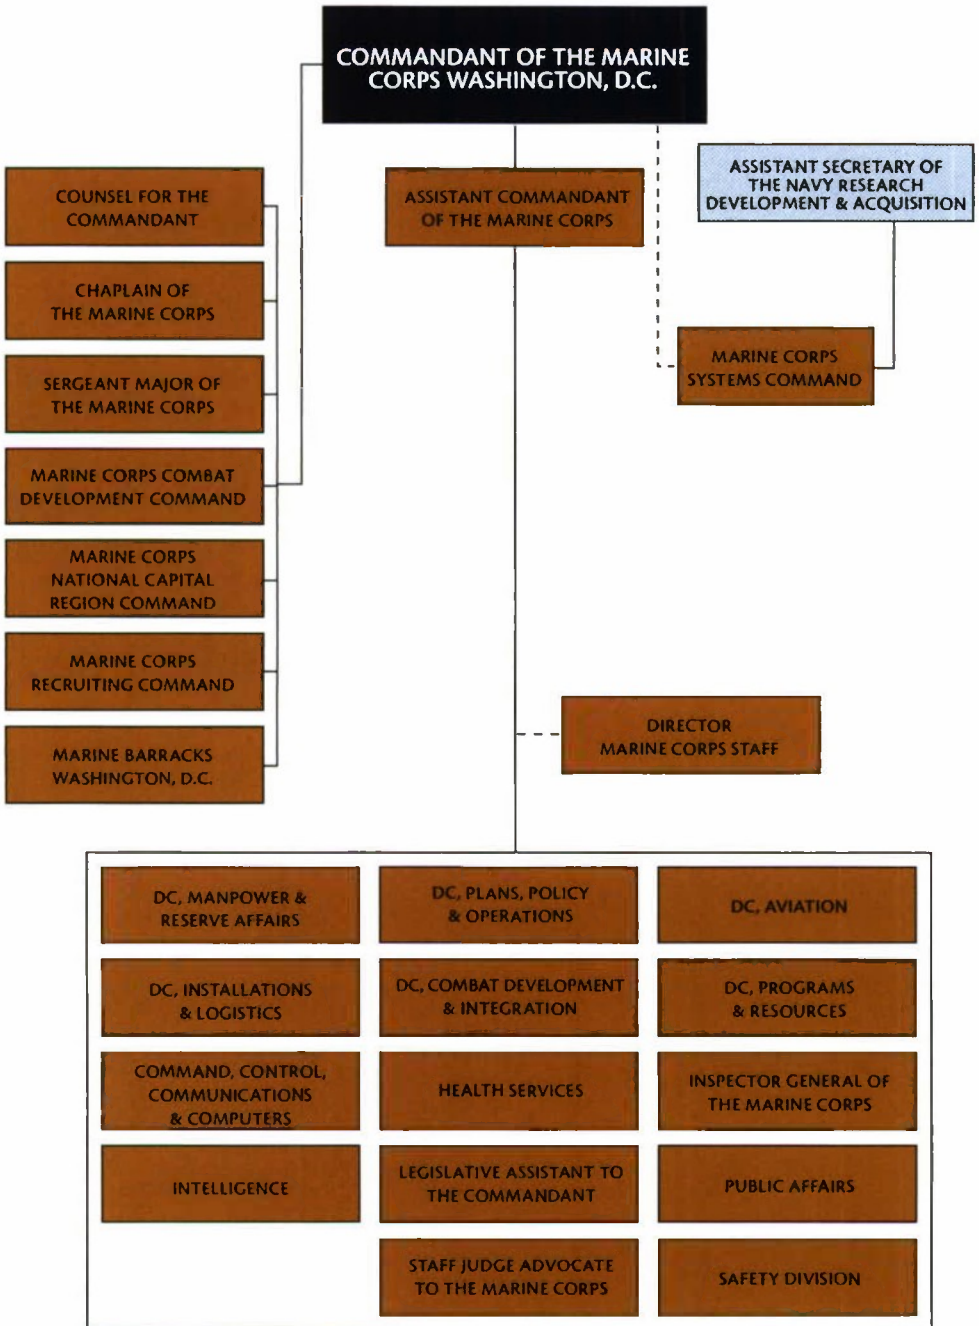 COMMANDANT OF THE MARINE
CORPS WASHINGTON, D.C.
ASSISTANT SECRETARY OF
THE NAVY RESEARCH
DEVELOPMENT & ACQUISITION
COUNSEL FOR THE
COMMANDANT
ASSISTANT COMMANDANT
OF THE MARINE CORPS
CHAPLAIN OF
THE MARINE CORPS
MARINE CORPS
SYSTEMS COMMAND
SERGEANT MAJOR OF
THE MARINE CORPS
MARINE CORPS COMBAT
DEVELOPMENT COMMAND
MARINE CORPS
NATIONAL CAPITAL
REGION COMMAND
MARINE CORPS
RECRUITING COMMAND
DIRECTOR
MARINE CORPS STAFF
MARINE BARRACKS
WASHINGTON, D.C.
DC, MANPOWER &
RESERVE AFFAIRS
DC, PLANS, POLICY
& OPERATIONS
DC, AVIATION
DC, INSTALLATIONS
& LOGISTICS
DC, COMBAT DEVELOPMENT
& INTEGRATION
DC, PROGRAMS
& RESOURCES
COMMAND, CONTROL,
COMMUNICATIONS
& COMPUTERS
HEALTH SERVICES
INSPECTOR GENERAL OF
THE MARINE CORPS
INTELLIGENCE
LEGISLATIVE ASSISTANT TO
THE COMMANDANT
PUBLIC AFFAIRS
STAFF JUDGE ADVOCATE
TO THE MARINE CORPS
SAFETY DIVISION